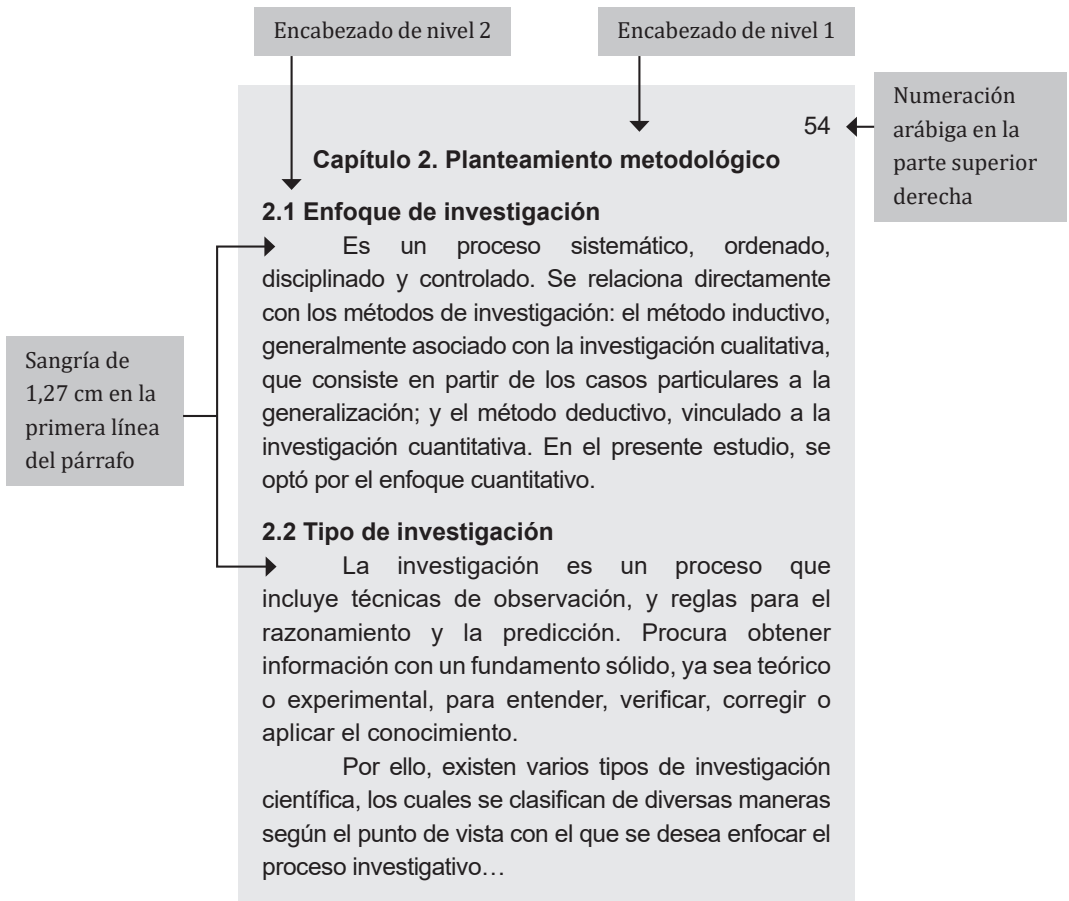 Encabezado de nivel 2
Encabezado de nivel 1
Numeración
arábiga en la
parte superior
derecha
54
Capítulo 2. Planteamiento metodológico
2.1 Enfoque de investigación
Es un proceso sistemático, ordenado,
disciplinado y controlado. Se relaciona directamente
con los métodos de investigación: el método inductivo,
generalmente asociado con la investigación cualitativa,
que consiste en partir de los casos particulares a la
generalización; y el método deductivo, vinculado a la
investigación cuantitativa. En el presente estudio, se
optó por el enfoque cuantitativo.
Sangría de
1,27 cm en la
primera línea
del párrafo
2.2 Tipo de investigación
La investigación es un proceso que
incluye técnicas de observación, y reglas para el
razonamiento y la predicción. Procura obtener
información con un fundamento sólido, ya sea teórico
o experimental, para entender, verificar, corregir o
aplicar el conocimiento.
Por ello, existen varios tipos de investigación
científica, los cuales se clasifican de diversas maneras
según el punto de vista con el que se desea enfocar el
proceso investigativo…